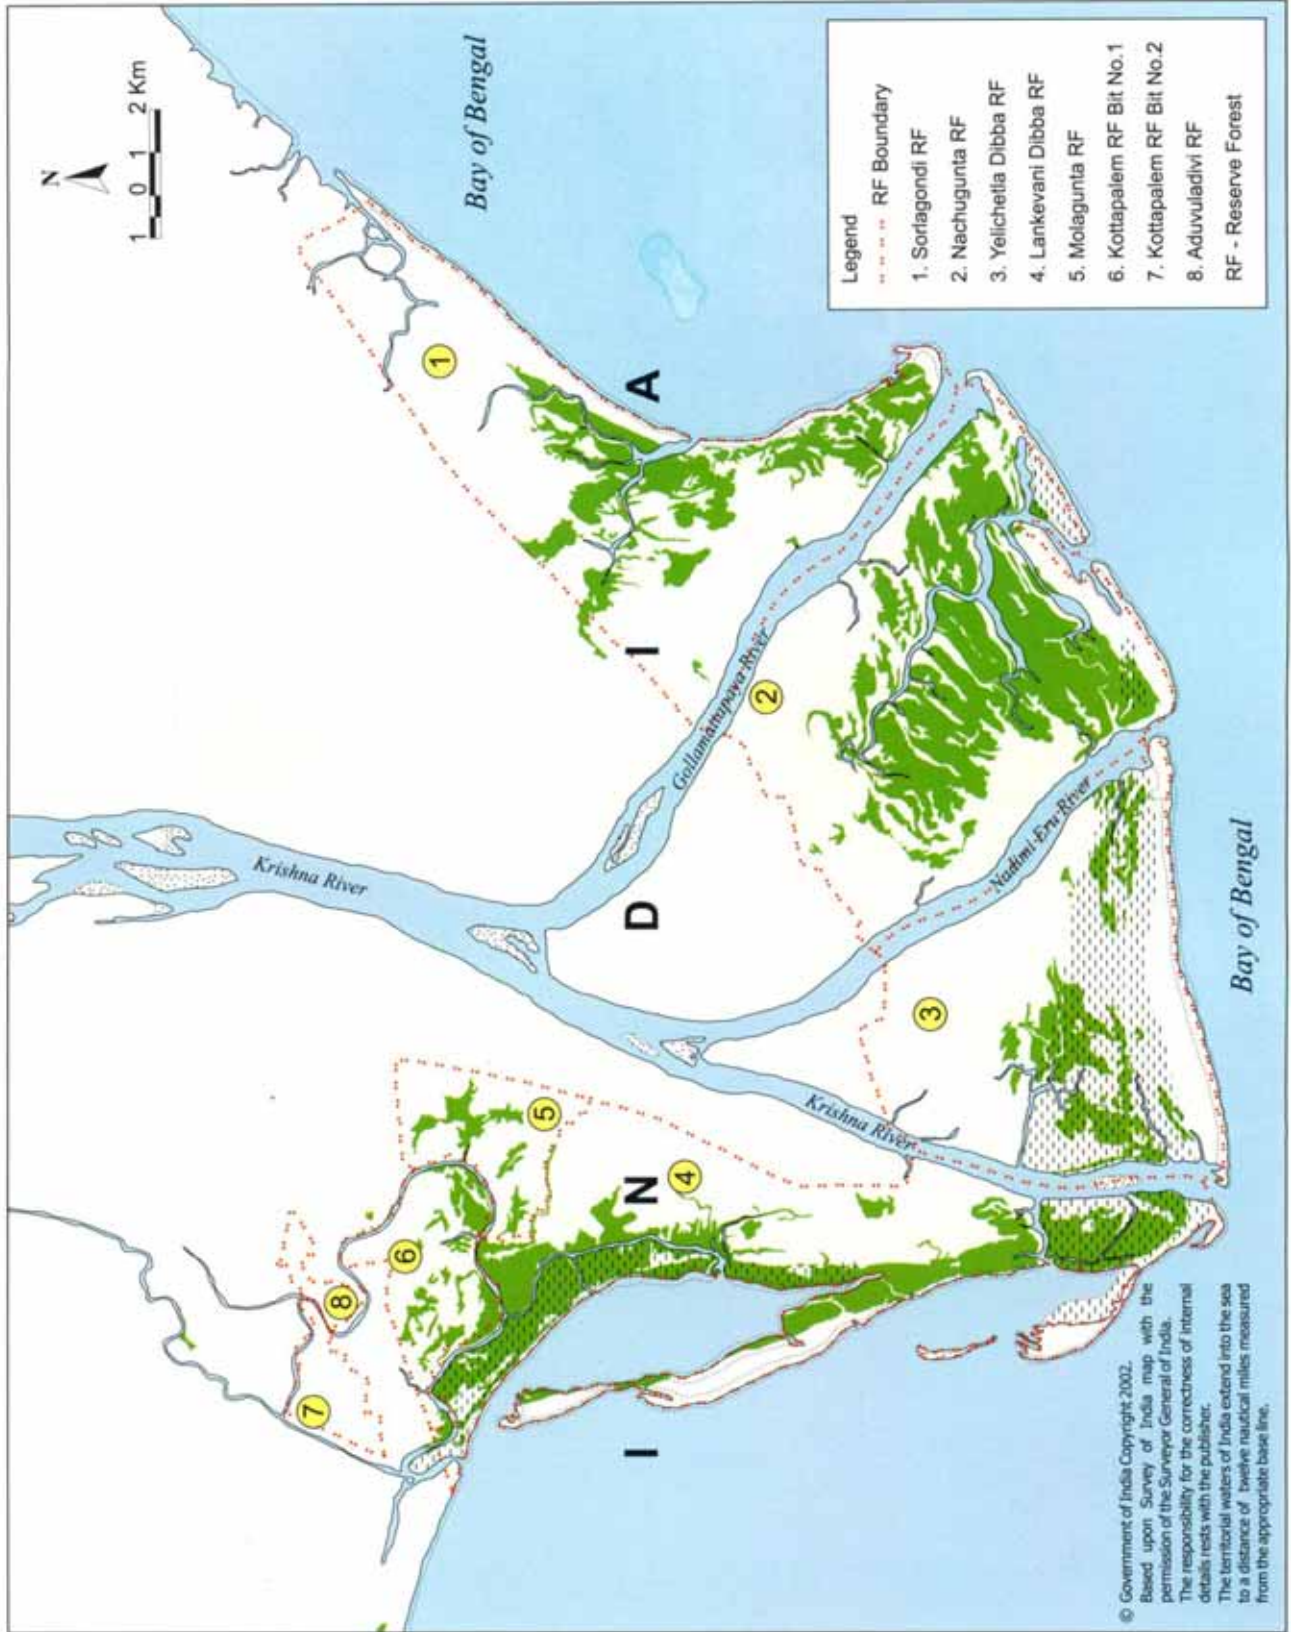 N
1 0 1 2 Km
Bay of Bengal
Legend
RF Boundary
1. Sorlagondi RF
2. Nachugunta RF
3. Yelichetla Dibba RF
4. Lankevani Dibba RF
5. Molagunta RF
6. Kottapalem RF Bit No.1
7. Kottapalem RF Bit No.2
8. Aduvuladivi RF
RF - Reserve Forest
1
2
3
4
5
6
7
8
I N D I A
Krishna River
Gollamattapaya River
Nadimi Eru River
Krishna River
Bay of Bengal
© Government of India Copyright 2002.
Based upon Survey of India map with the
permission of the Surveyor General of India.
The responsibility for the correctness of internal
details rests with the publisher.
The territorial waters of India extend into the sea
to a distance of twelve nautical miles measured
from the appropriate base line.